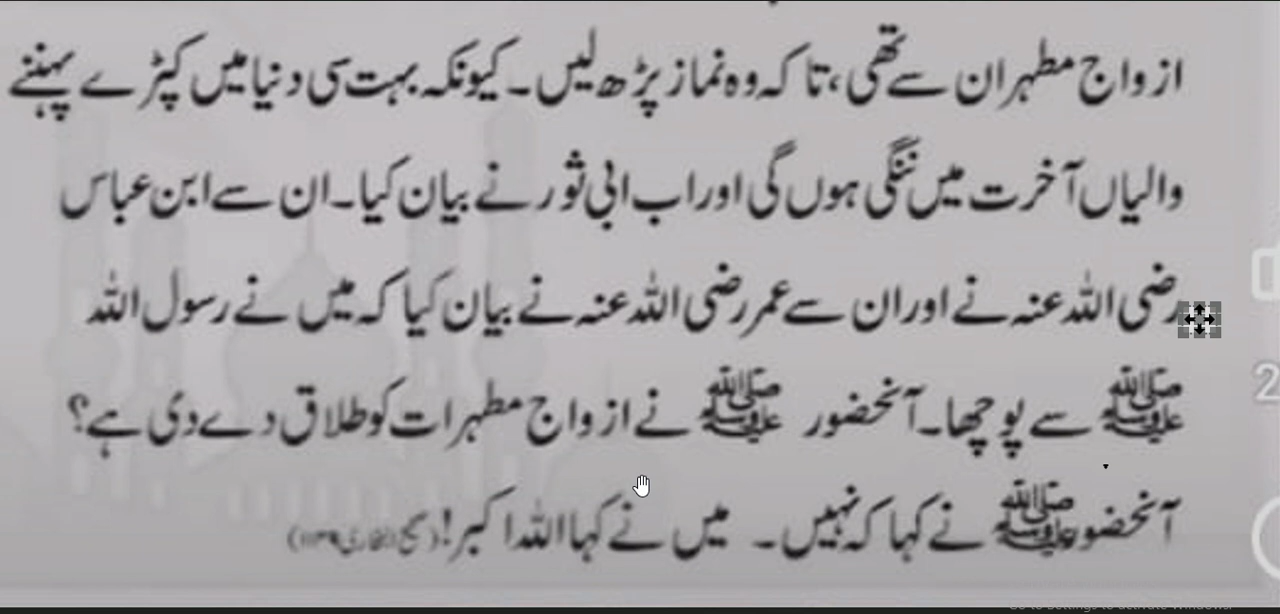 ازواج مطہران سے تھی، تاکہ وہ نماز پڑھ لیں۔ کیونکہ بہت سی دنیا میں کپڑے پہننے
والیاں آخرت میں ننگی ہوں گی اور اب ابی ثور نے بیان کیا۔ ان سے ابن عباس
رضی اللہ عنہ نے اور ان سے عمر رضی اللہ عنہ نے بیان کیا کہ میں نے رسول اللہ
ﷺ سے پوچھا۔ آنحضور ﷺ نے ازواج مطہرات کو طلاق دے دی ہے؟
آنحضور ﷺ نے کہا کہ نہیں۔ میں نے کہا اللہ اکبر! (صحیح بخاری
2